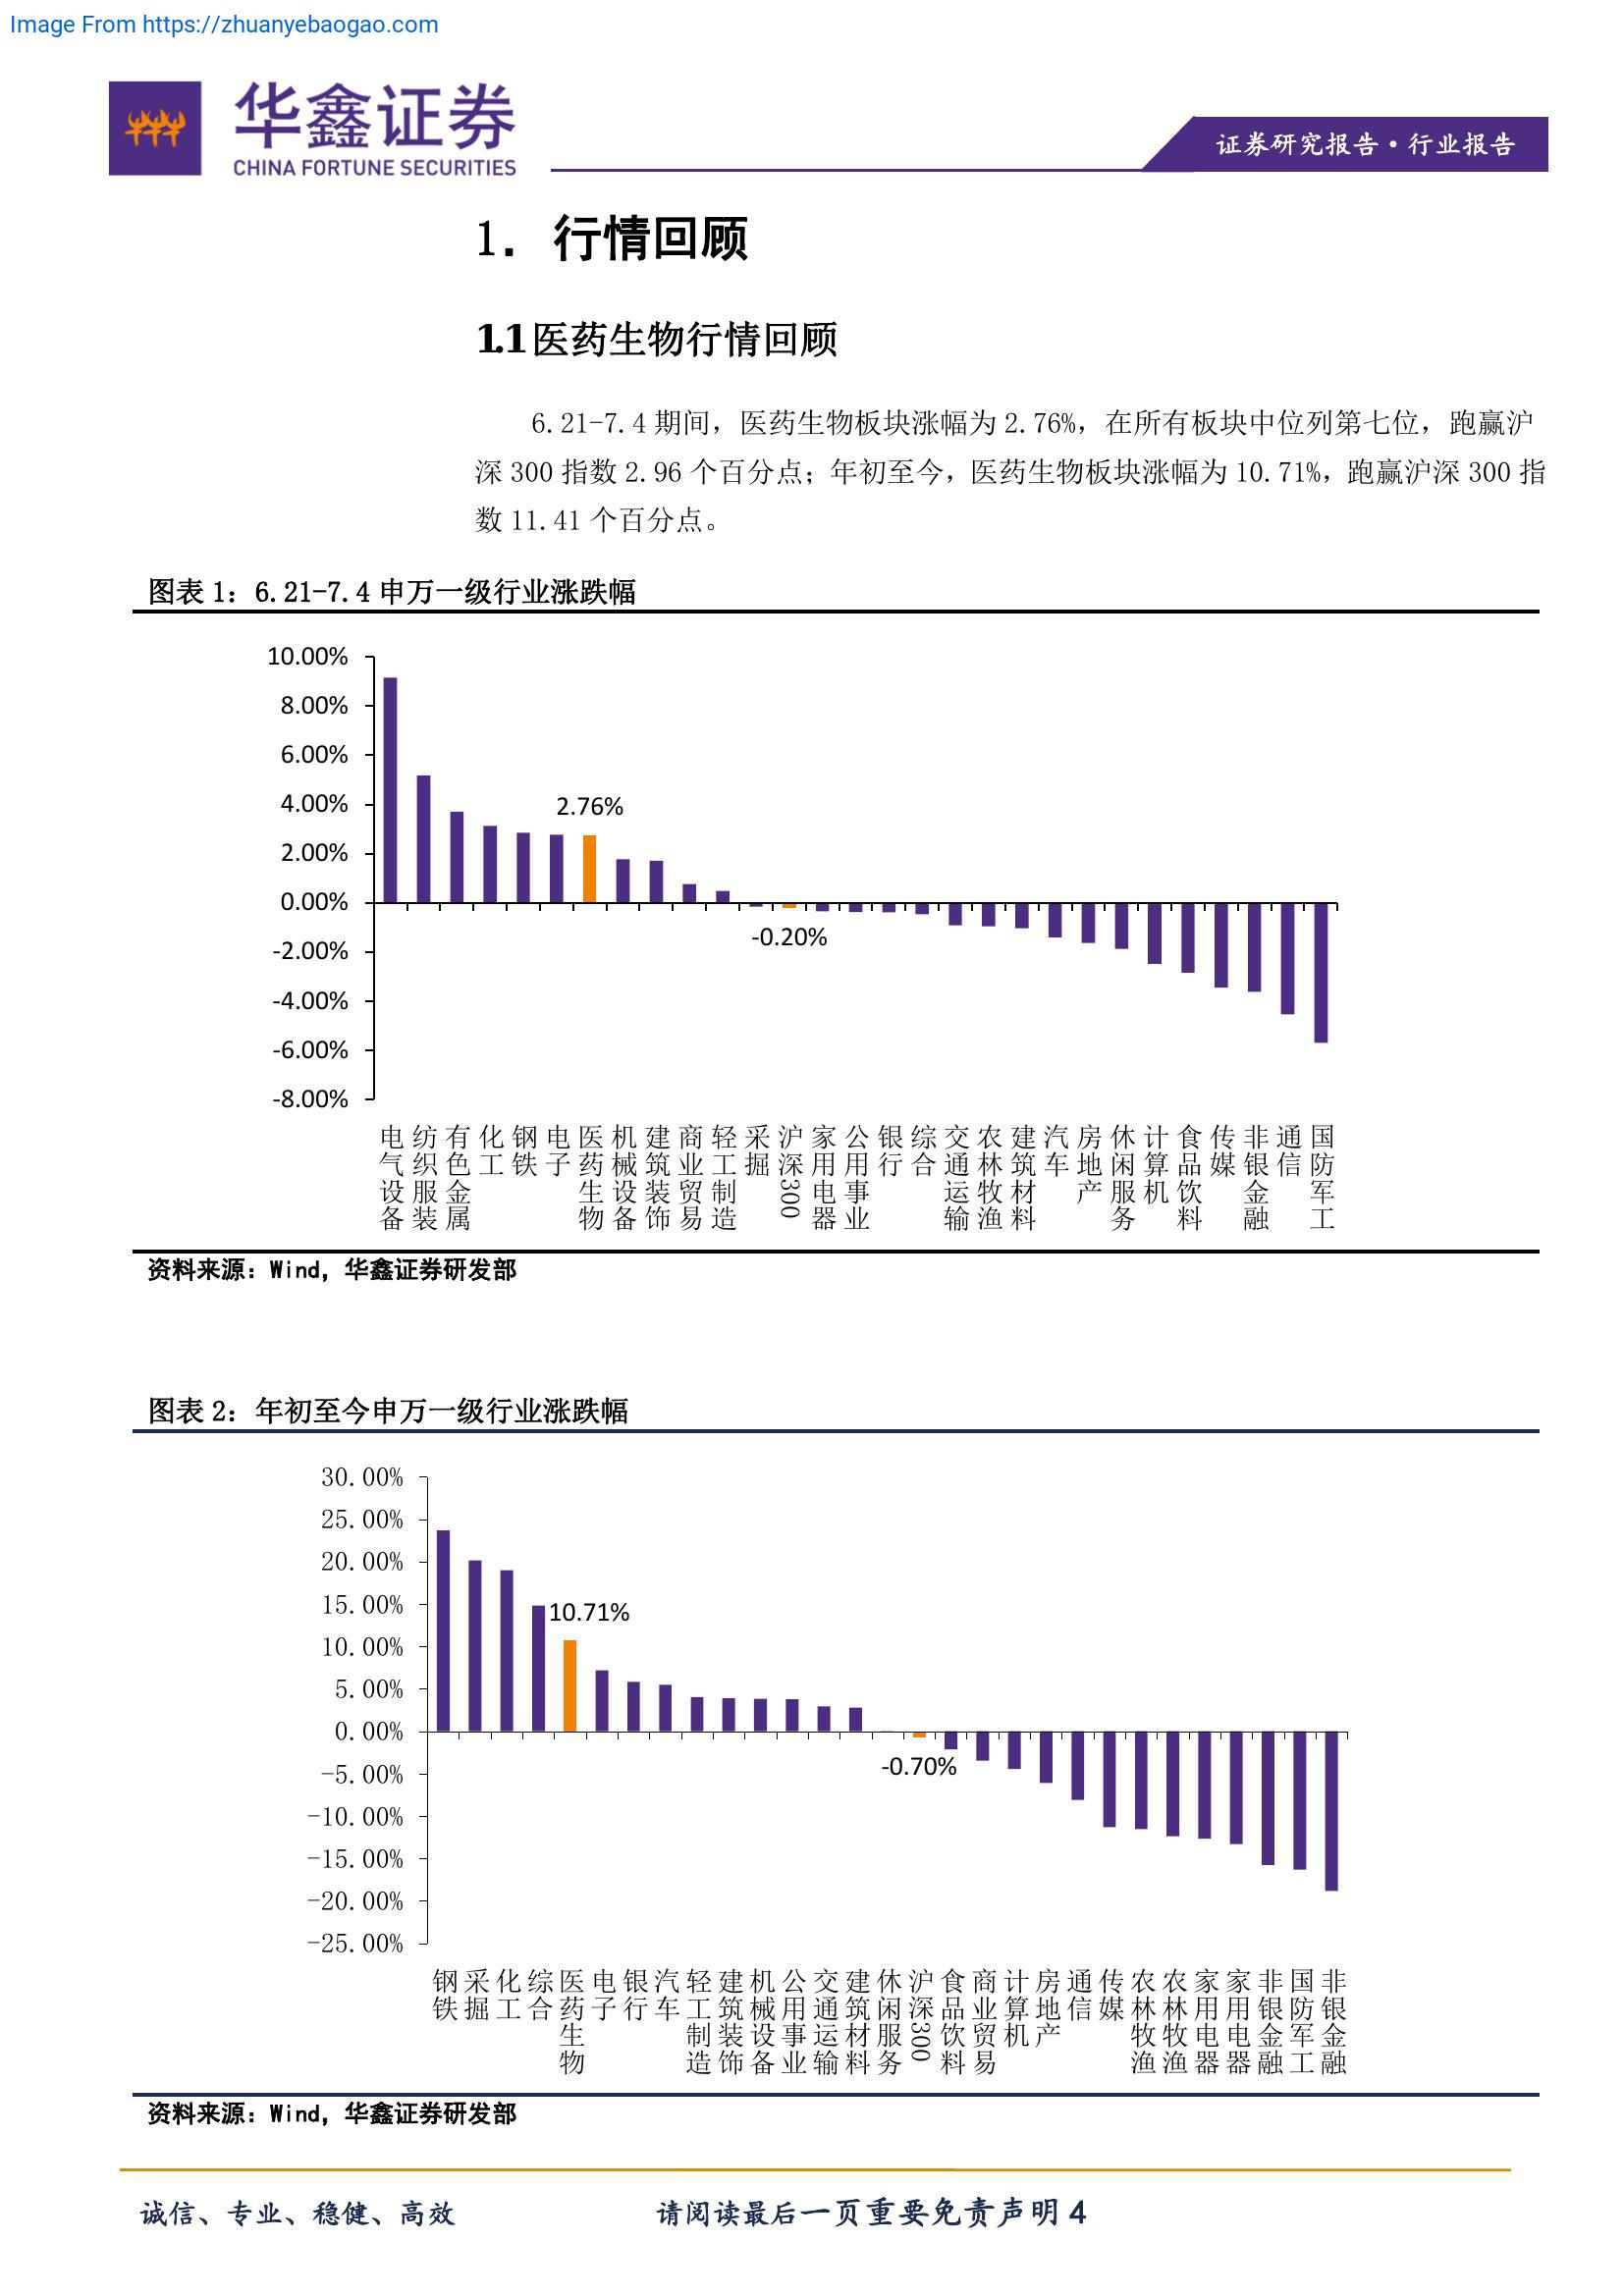 Image From https://zhuanyebaogao.com
华鑫证券
CHINA FORTUNE SECURITIES
证券研究报告·行业报告
1. 行情回顾
1.1医药生物行情回顾
6.21-7.4 期间，医药生物板块涨幅为 2.76%，在所有板块中位列第七位，跑赢沪
深 300 指数 2.96 个百分点；年初至今，医药生物板块涨幅为 10.71%，跑赢沪深 300 指
数 11.41 个百分点。
图表 1：6.21-7.4 申万一级行业涨跌幅
10.00%
8.00%
6.00%
4.00%
2.00%
0.00%
-2.00%
-4.00%
-6.00%
-8.00%
2.76%
-0.20%
电气设备
纺织服装
有色金属
化工
钢铁
电子
医药生物
机械设备
建筑装饰
商业贸易
轻工制造
采掘
沪深300
家用电器
公用事业
银行
综合
交通运输
农林牧渔
建筑材料
汽车
房地产
休闲服务
计算机
食品饮料
传媒
非银金融
通信
国防军工
资料来源：Wind，华鑫证券研发部
图表 2：年初至今申万一级行业涨跌幅
30.00%
25.00%
20.00%
15.00%
10.00%
5.00%
0.00%
-5.00%
-10.00%
-15.00%
-20.00%
-25.00%
10.71%
-0.70%
钢铁
采掘
化工
综合
医药生物
电子
银行
汽车
轻工制造
建筑装饰
机械设备
公用事业
交通运输
建筑材料
休闲服务
沪深300
食品饮料
商业贸易
计算机
房地产
通信
传媒
农林牧渔
农林牧渔
家用电器
家用电器
非银金融
国防军工
非银金融
资料来源：Wind，华鑫证券研发部
诚信、专业、稳健、高效
请阅读最后一页重要免责声明 4